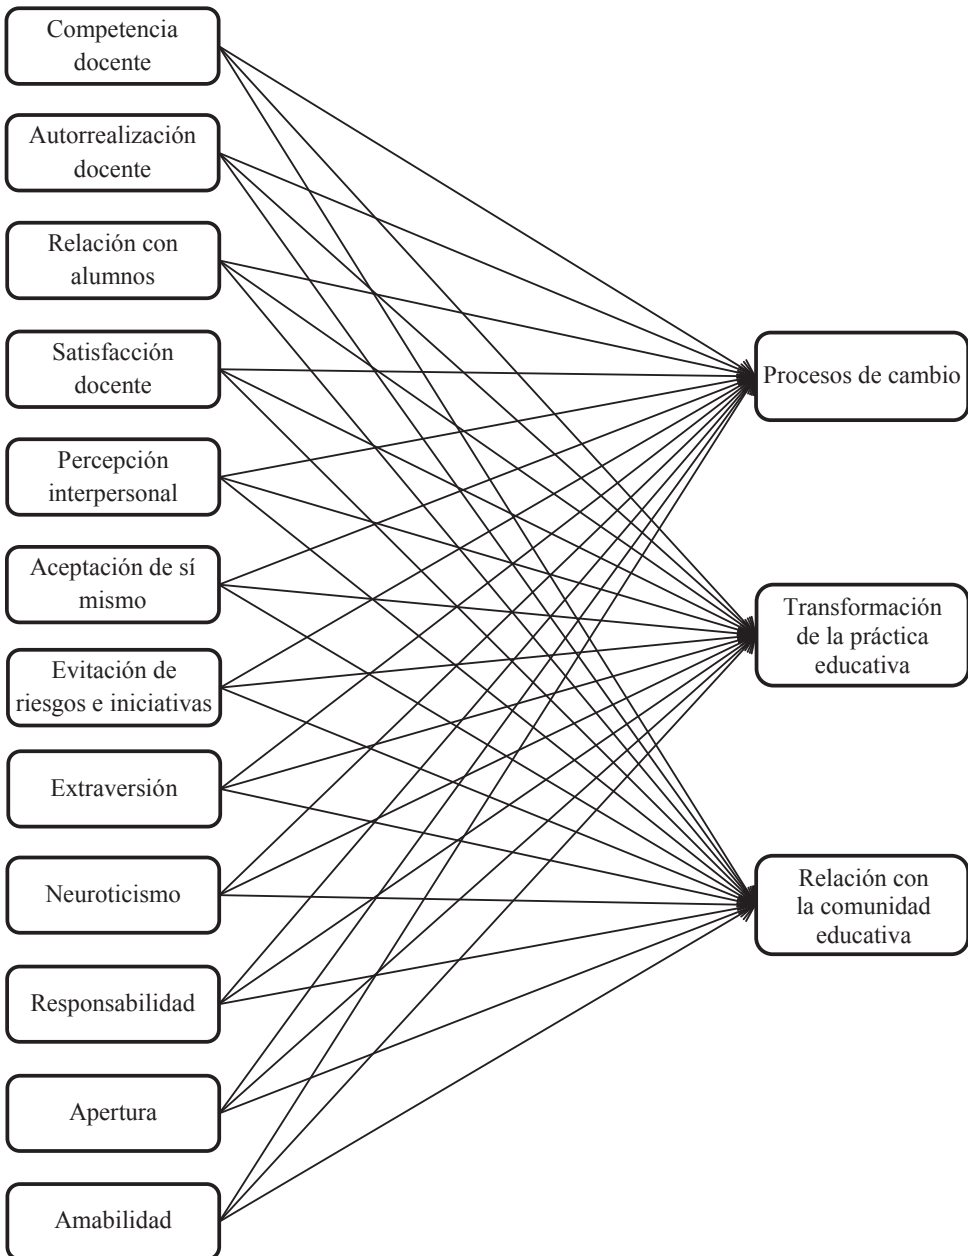 Competencia
docente
Autorrealización
docente
Relación con
alumnos
Satisfacción
docente
Percepción
interpersonal
Aceptación de sí
mismo
Evitación de
riesgos e iniciativas
Extraversión
Neuroticismo
Responsabilidad
Apertura
Amabilidad
Procesos de cambio
Transformación
de la práctica
educativa
Relación con
la comunidad
educativa